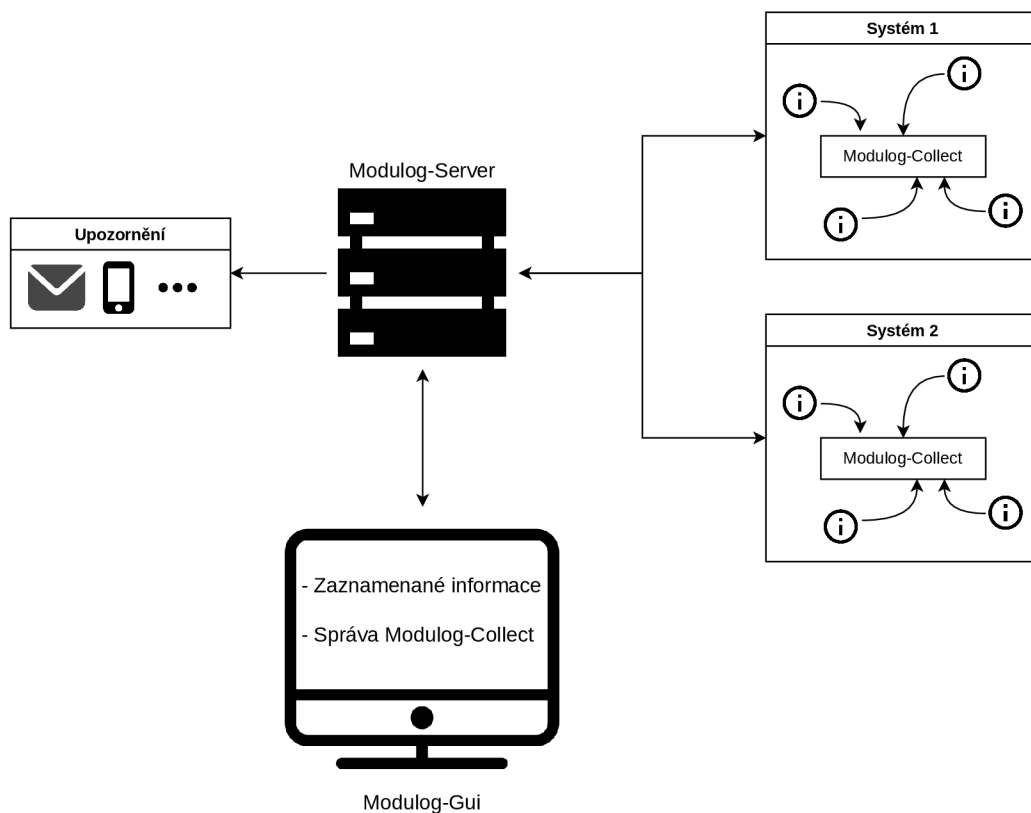 Systém 1
Modulog-Collect
Modulog-Server
Upozornění
Systém 2
Modulog-Collect
- Zaznamenané informace
- Správa Modulog-Collect
Modulog-Gui